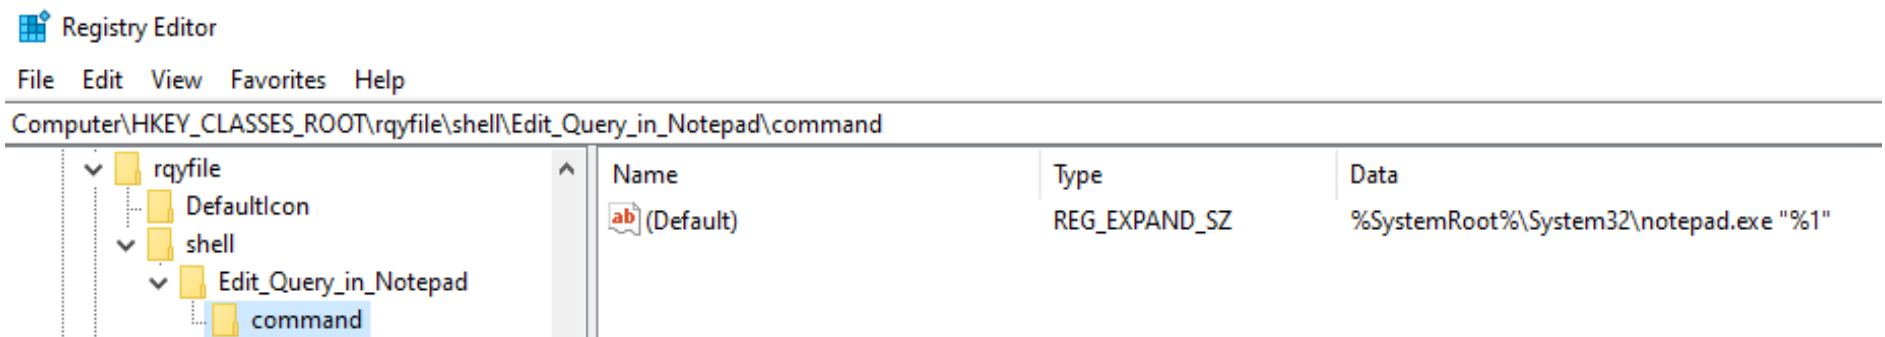 Registry Editor
File Edit View Favorites Help
Computer\HKEY_CLASSES_ROOT\rqyfile\shell\Edit_Query_in_Notepad\command
rqyfile
DefaultIcon
shell
Edit_Query_in_Notepad
command
Name Type Data
ab (Default) REG_EXPAND_SZ %SystemRoot%\System32\notepad.exe "%1"